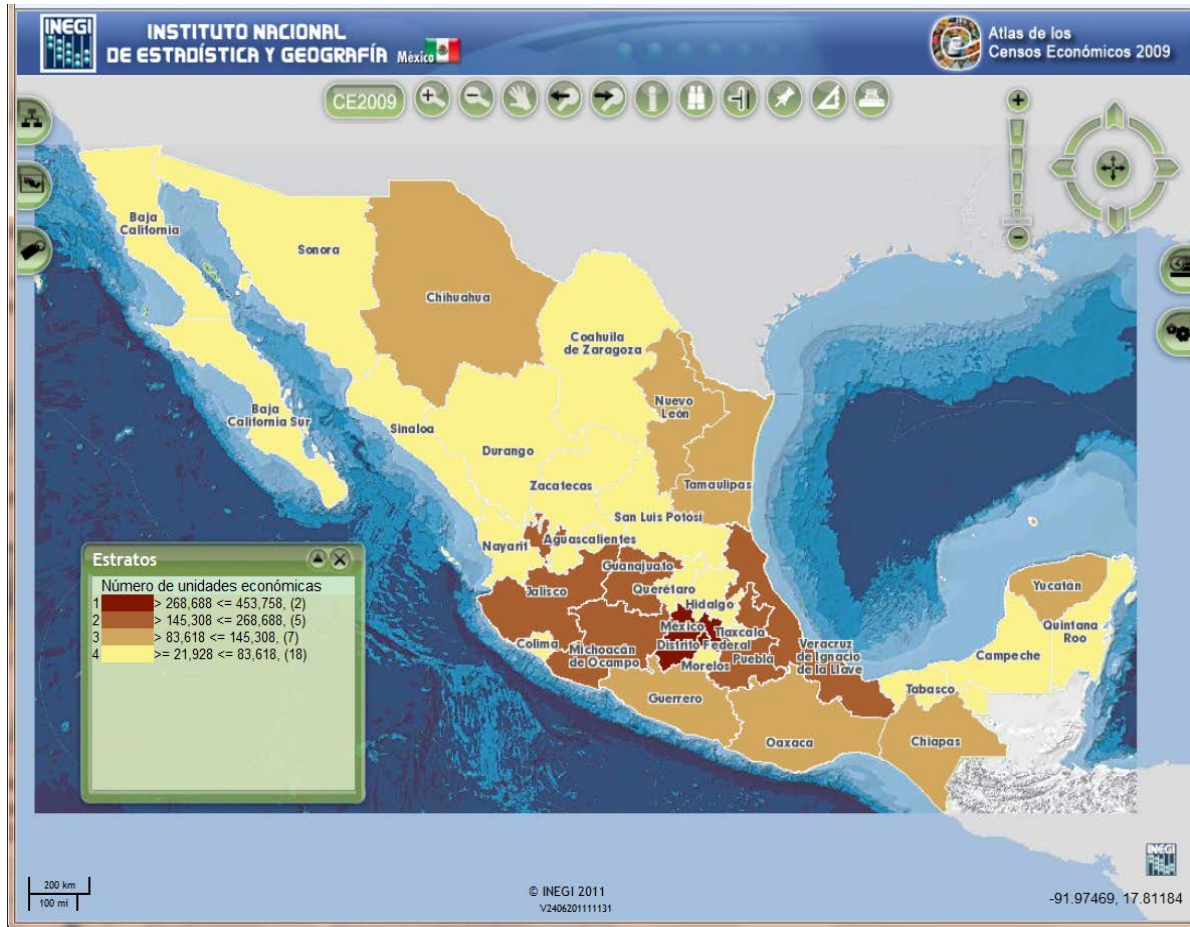 INEGI
INSTITUTO NACIONAL
DE ESTADÍSTICA Y GEOGRAFÍA México
Atlas de los
Censos Económicos 2009
CE2009
Baja
California
Sonora
Chihuahua
Coahuila
de Zaragoza
Nuevo
León
Baja
California Sur
Sinaloa
Durango
Zacatecas
Tamaulipas
San Luis Potosí
Nayarit
Aguascalientes
Guanajuato
Jalisco
Querétaro
Hidalgo
Yucatán
Quintana
Roo
Colima
México
Tlaxcala
Distrito Federal
Michoacán
de Ocampo
Morelos
Puebla
Veracruz
de Ignacio
de la Llave
Campeche
Tabasco
Guerrero
Oaxaca
Chiapas
Estratos
Número de unidades económicas
1 > 268,688 <= 453,758, (2)
2 > 145,308 <= 268,688, (5)
3 > 83,618 <= 145,308, (7)
4 >= 21,928 <= 83,618, (18)
INEGI
200 km
100 mi
© INEGI 2011
V2406201111131
-91.97469, 17.81184